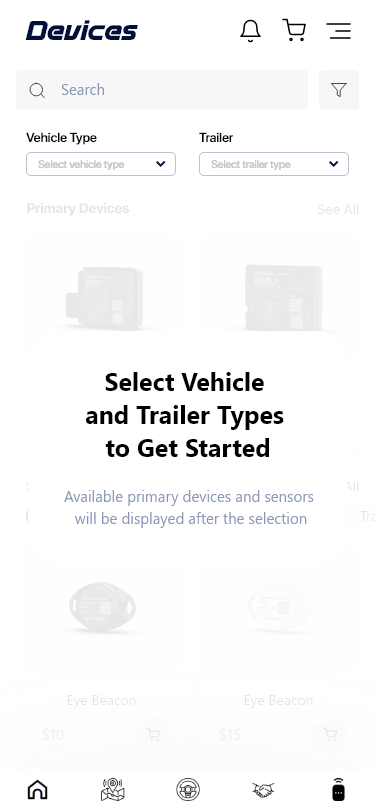 Devices
Search
Vehicle Type
Trailer
Select vehicle type
Select trailer type
Primary Devices
See All
Select Vehicle
and Trailer Types
to Get Started
All
Available primary devices and sensors
will be displayed after the selection
Tra
Eye Beacon
Eye Beacon
$10
$15